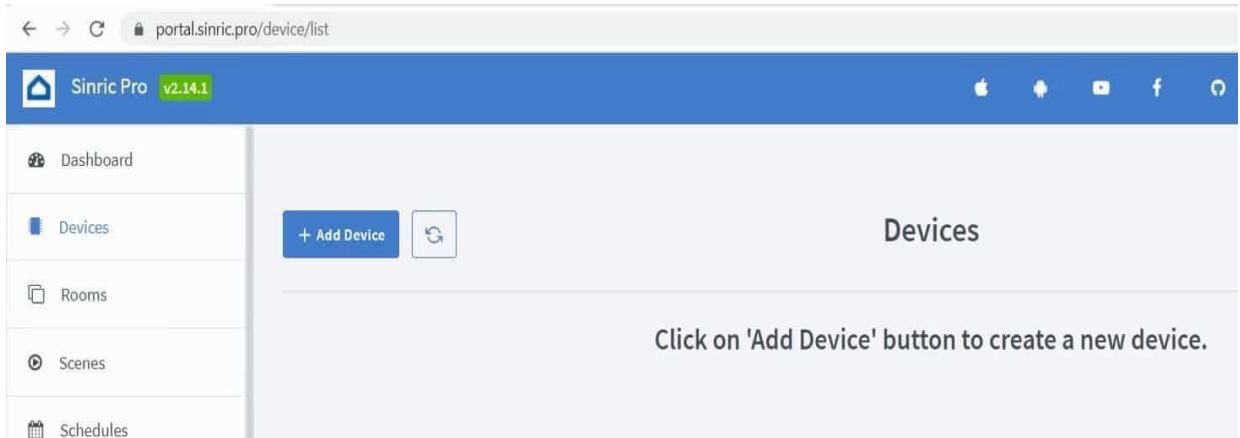 portal.sinric.pro/device/list
Sinric Pro v2.14.1
Dashboard
Devices
Rooms
Scenes
Schedules
+ Add Device
Devices
Click on 'Add Device' button to create a new device.